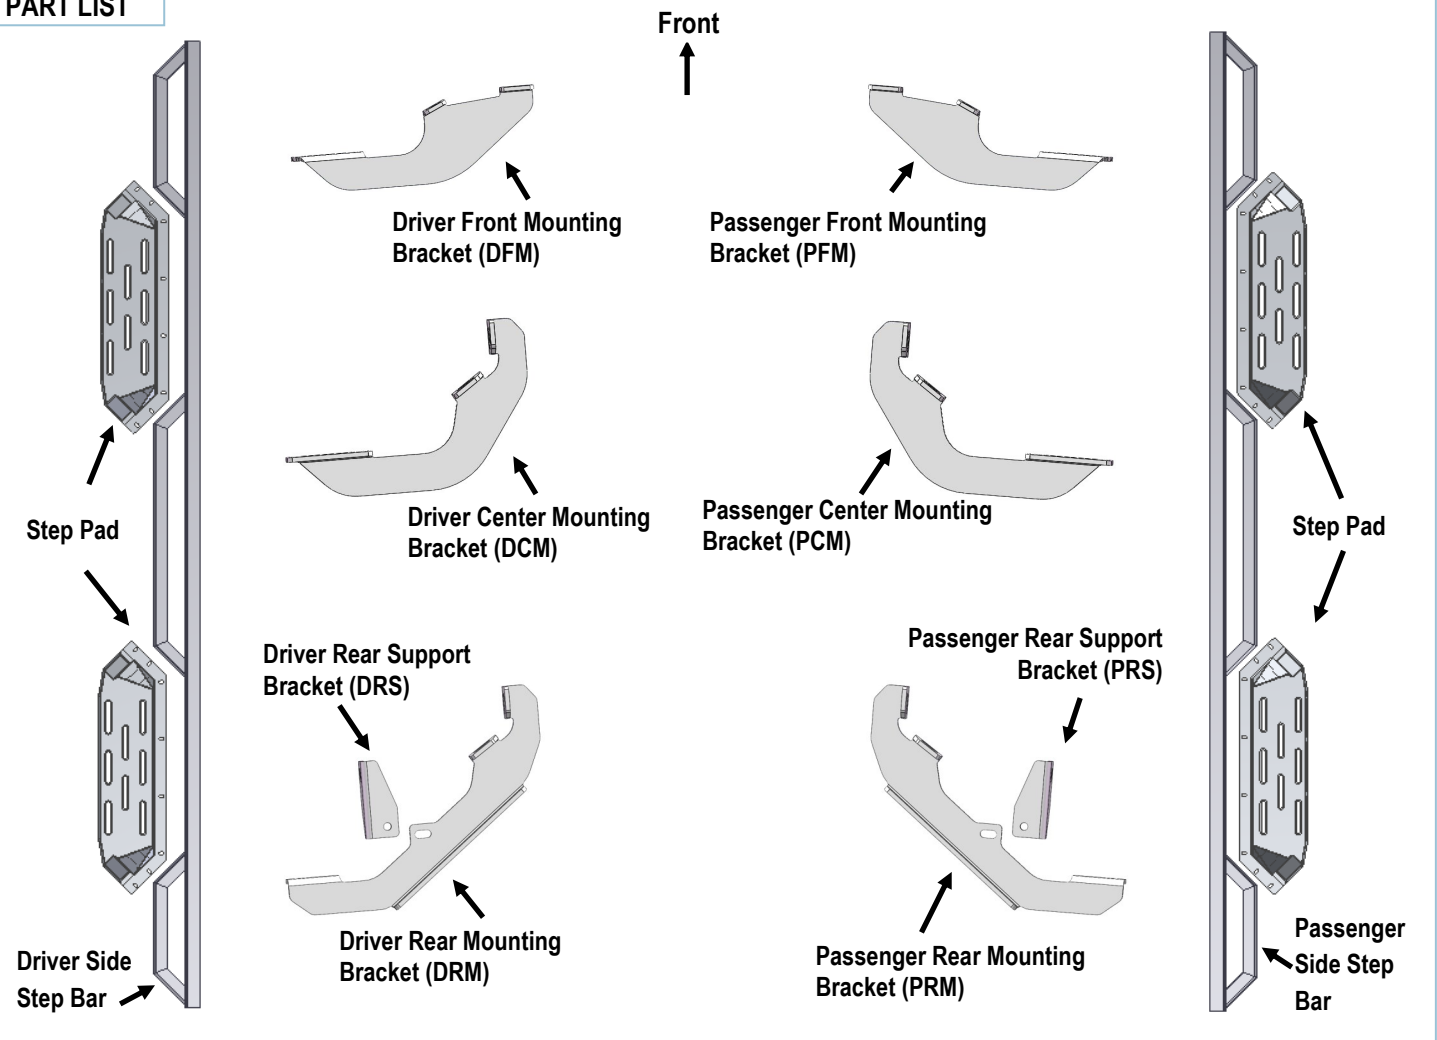 PART LIST
Front
Driver Front Mounting
Bracket (DFM)
Passenger Front Mounting
Bracket (PFM)
Driver Center Mounting
Bracket (DCM)
Passenger Center Mounting
Bracket (PCM)
Step Pad
Step Pad
Driver Rear Support
Bracket (DRS)
Passenger Rear Support
Bracket (PRS)
Driver Rear Mounting
Bracket (DRM)
Passenger Rear Mounting
Bracket (PRM)
Driver Side
Step Bar
Passenger
Side Step
Bar